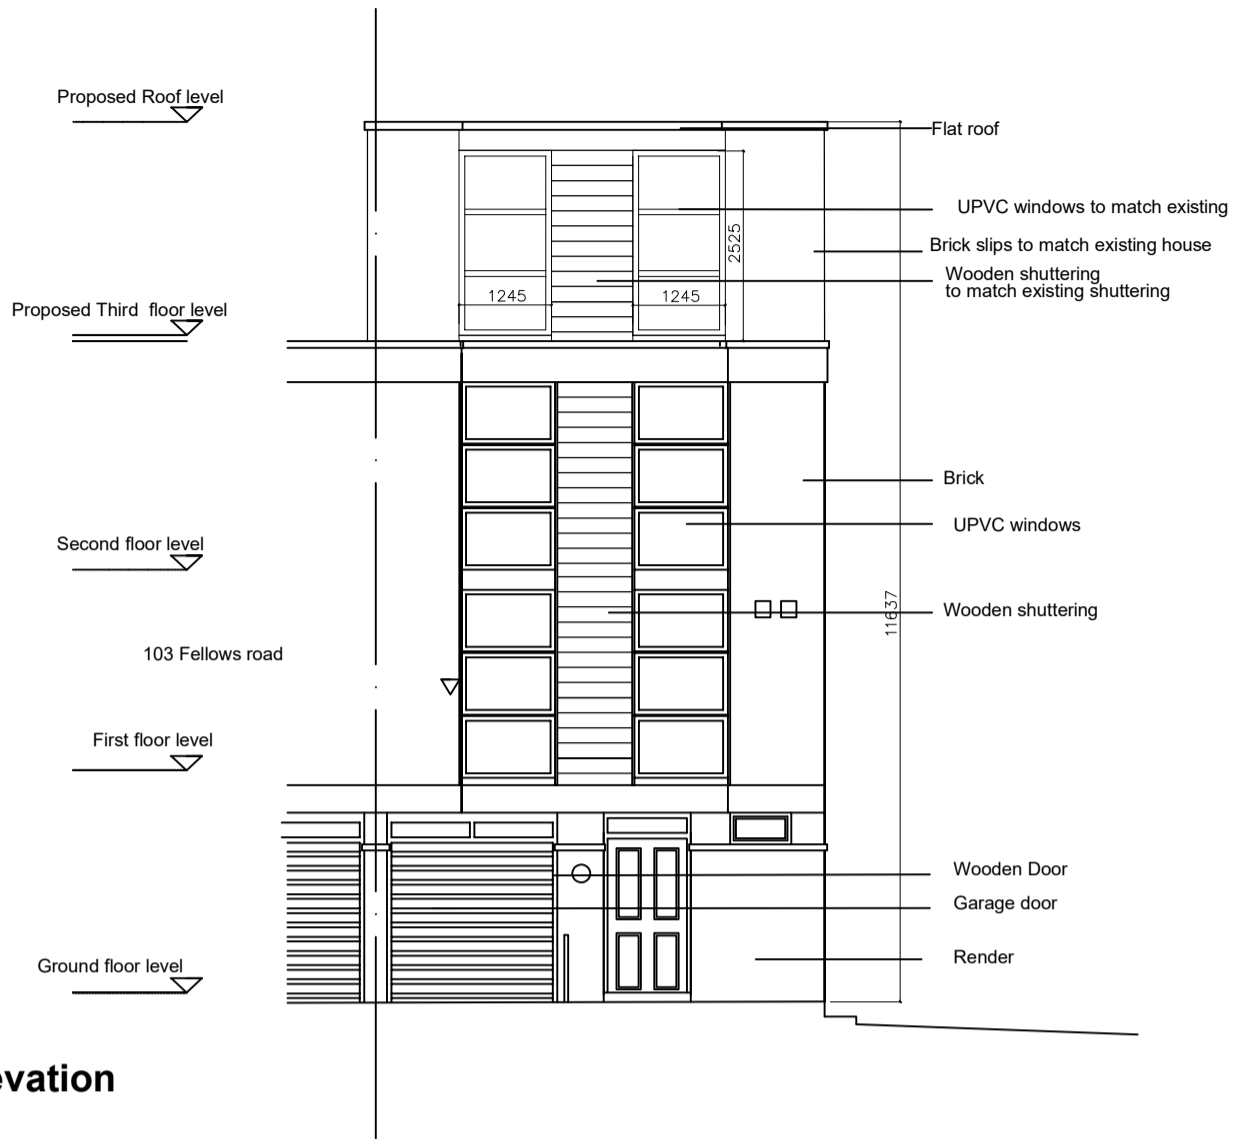 Proposed Roof level
Flat roof
UPVC windows to match existing
Brick slips to match existing house
2525
Wooden shuttering
to match existing shuttering
1245
1245
Proposed Third  floor level
Brick
UPVC windows
Second floor level
Wooden shuttering
11637
103 Fellows road
First floor level
Wooden Door
Garage door
Render
Ground floor level
evation